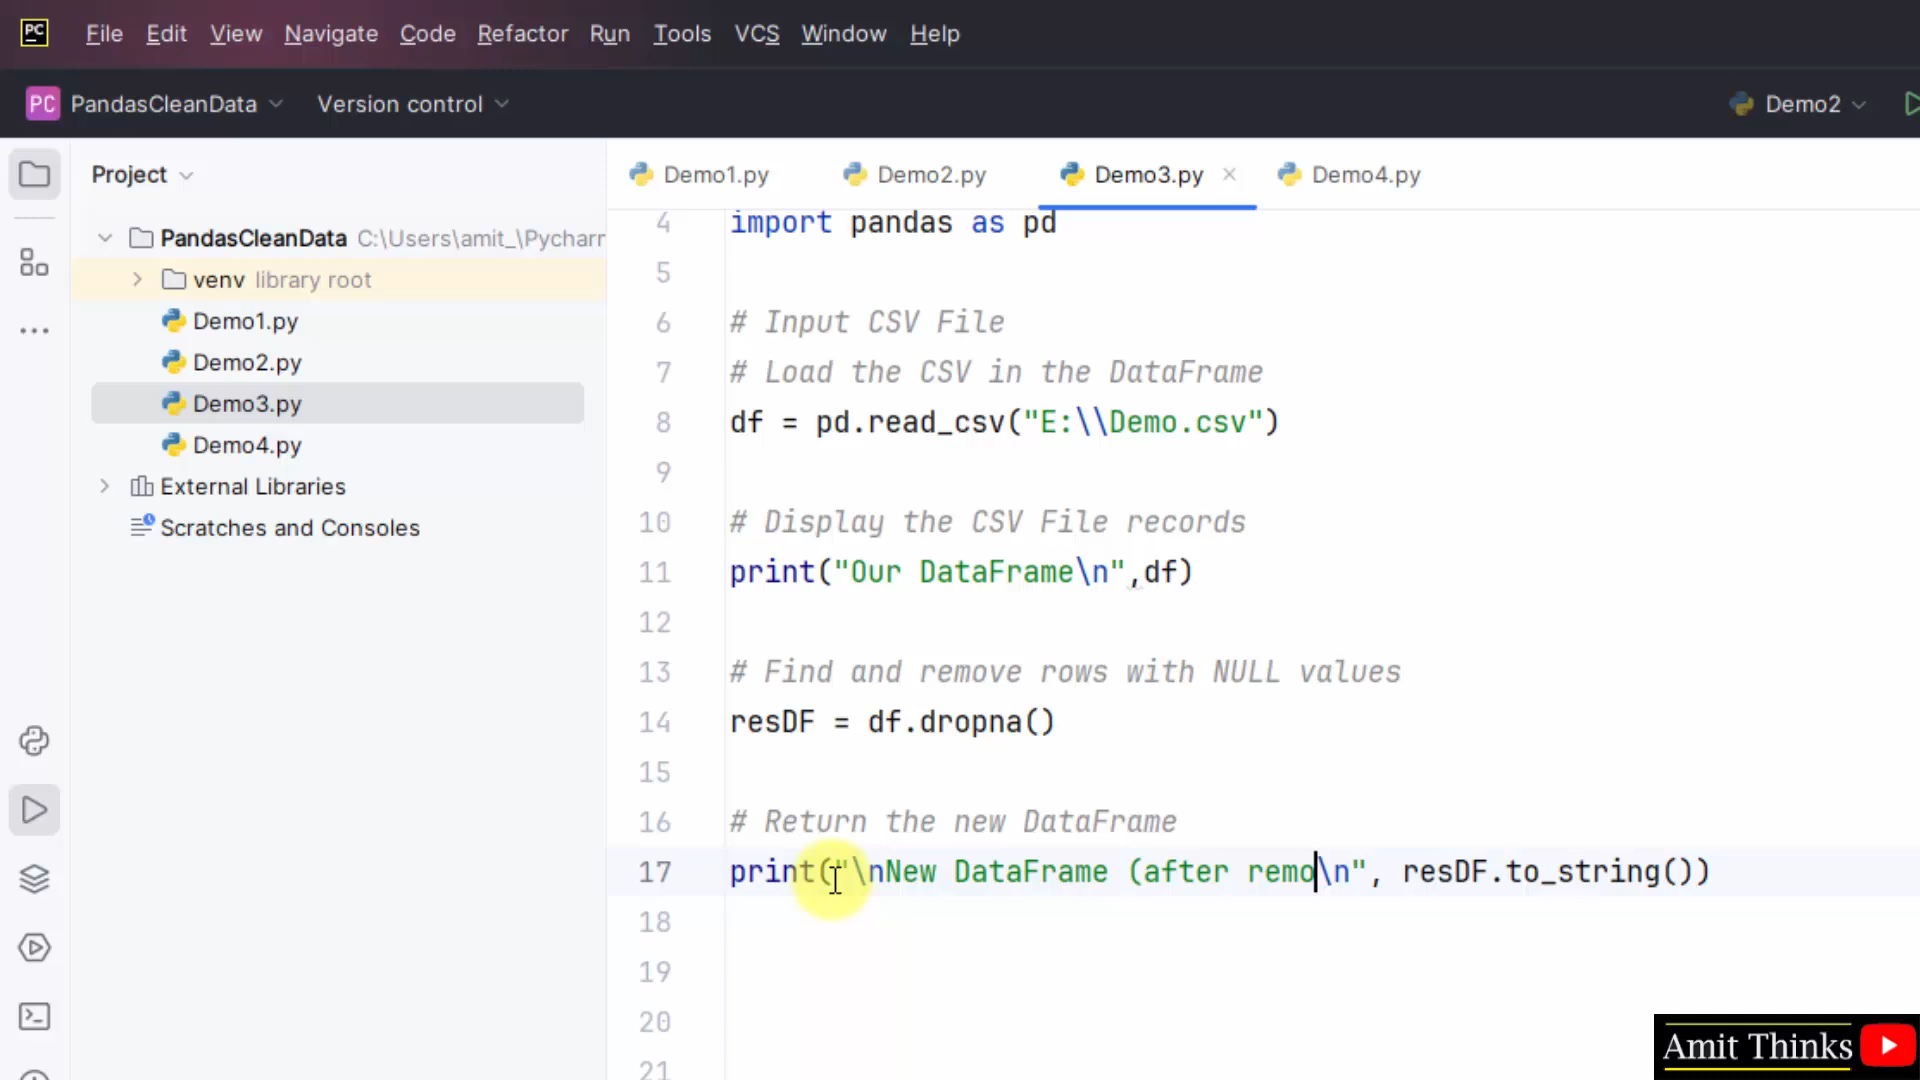 PC File Edit View Navigate Code Refactor Run Tools VCS Window Help
PC PandasCleanData Version control Demo2
Project
Demo1.py Demo2.py Demo3.py Demo4.py
PandasCleanData C:\Users\amit_\Pychar
venv library root
Demo1.py
Demo2.py
Demo3.py
Demo4.py
External Libraries
Scratches and Consoles
4 import pandas as pd
5
6 # Input CSV File
7 # Load the CSV in the DataFrame
8 df = pd.read_csv("E:\\Demo.csv")
9
10 # Display the CSV File records
11 print("Our DataFrame\n",df)
12
13 # Find and remove rows with NULL values
14 resDF = df.dropna()
15
16 # Return the new DataFrame
17 print("\nNew DataFrame (after remo\n", resDF.to_string())
18
19
20
21
Amit Thinks